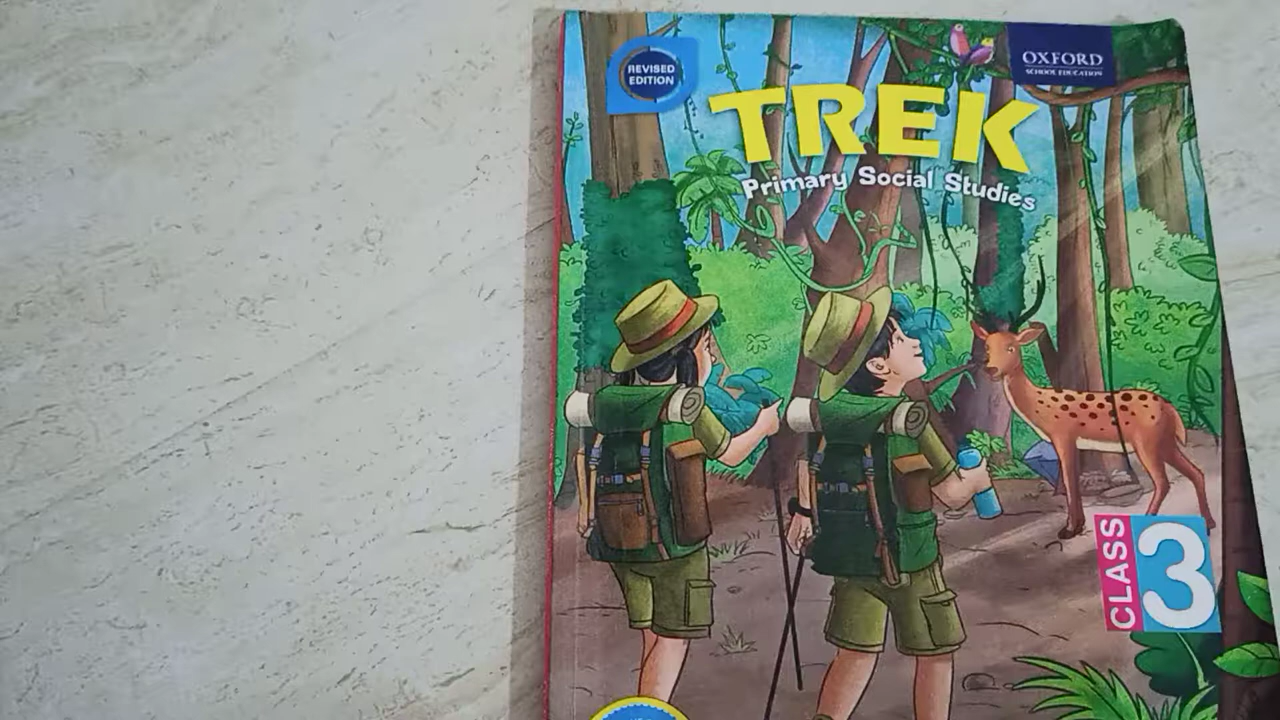 REVISED
EDITION
OXFORD
SCHOOL EDUCATION
TREK
Primary Social Studies
CLASS
3